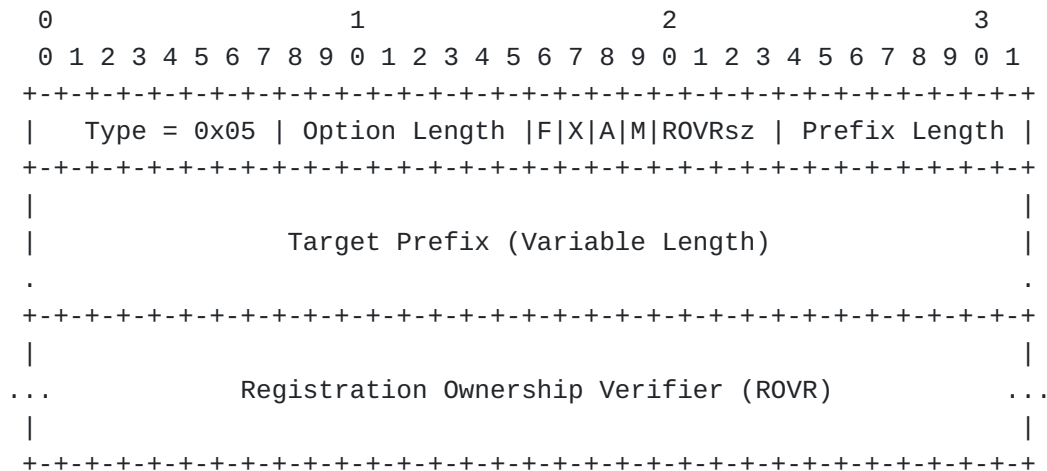 0                   1                   2                   3
 0 1 2 3 4 5 6 7 8 9 0 1 2 3 4 5 6 7 8 9 0 1 2 3 4 5 6 7 8 9 0 1
+-+-+-+-+-+-+-+-+-+-+-+-+-+-+-+-+-+-+-+-+-+-+-+-+-+-+-+-+-+-+-+-+
|   Type = 0x05 | Option Length |F|X|A|M|ROVRsz | Prefix Length |
+-+-+-+-+-+-+-+-+-+-+-+-+-+-+-+-+-+-+-+-+-+-+-+-+-+-+-+-+-+-+-+-+
|                                                               |
|                Target Prefix (Variable Length)                |
.                                                               .
+-+-+-+-+-+-+-+-+-+-+-+-+-+-+-+-+-+-+-+-+-+-+-+-+-+-+-+-+-+-+-+-+
|                                                               |
...            Registration Ownership Verifier (ROVR)           ...
|                                                               |
+-+-+-+-+-+-+-+-+-+-+-+-+-+-+-+-+-+-+-+-+-+-+-+-+-+-+-+-+-+-+-+-+